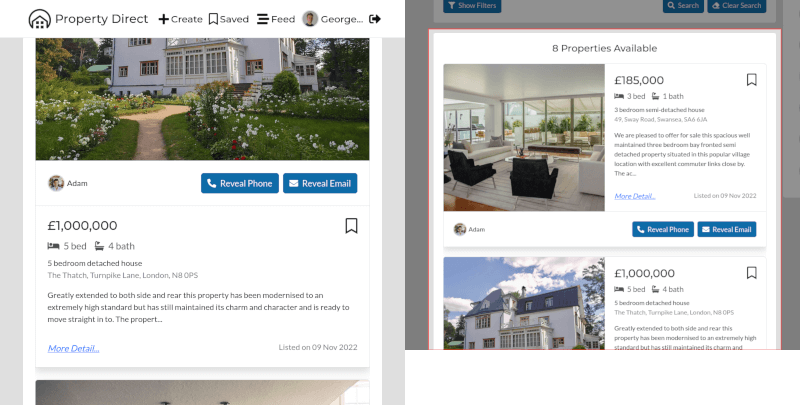 Property Direct
Create
Saved
Feed
George...
Adam
Reveal Phone
Reveal Email
£1,000,000
5 bed
4 bath
5 bedroom detached house
The Thatch, Turnpike Lane, London, N8 0PS
Greatly extended to both side and rear this property has been modernised to an
extremely high standard but has still maintained its charm and character and is ready to
move straight in to. The propert...
More Detail...
Listed on 09 Nov 2022
Show Filters
Search
Clear Search
8 Properties Available
£185,000
3 bed
1 bath
3 bedroom semi-detached house
49, Sway Road, Swansea, SA6 6JA
We are pleased to offer for sale this spacious well
maintained three bedroom bay fronted semi
detached property situated in this popular village
location with excellent commuter links close by.
The ac...
More Detail...
Listed on 09 Nov 2022
Adam
Reveal Phone
Reveal Email
£1,000,000
5 bed
4 bath
5 bedroom detached house
The Thatch, Turnpike Lane, London, N8 0PS
Greatly extended to both side and rear this
property has been modernised to an extremely high
standard but has still maintained its charm and